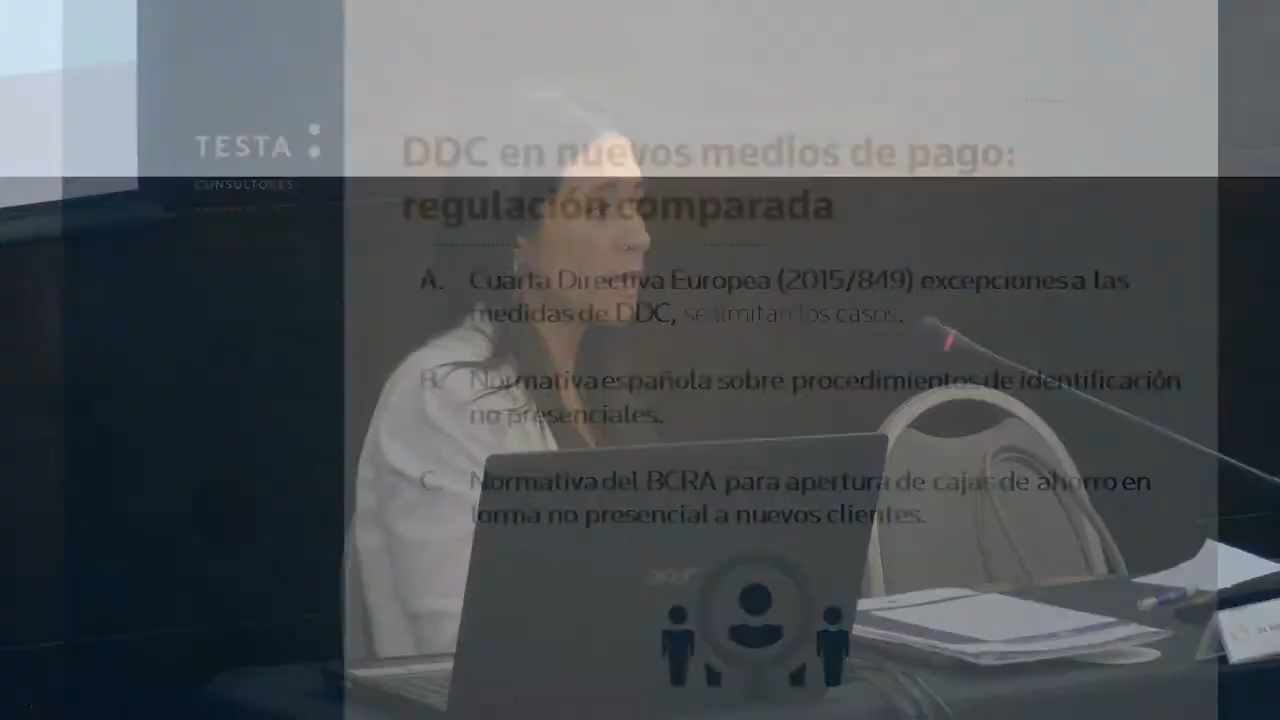 TESTA :
CONSULTORES
DDC en nuevos medios de pago:
regulación comparada
A. Cuarta Directiva Europea (2015/849) excepciones a las
medidas de DDC, se limitan los casos.
B. Normativa española sobre procedimientos de identificación
no presenciales.
C. Normativa del BCRA para apertura de cajas de ahorro en
forma no presencial a nuevos clientes.
acer